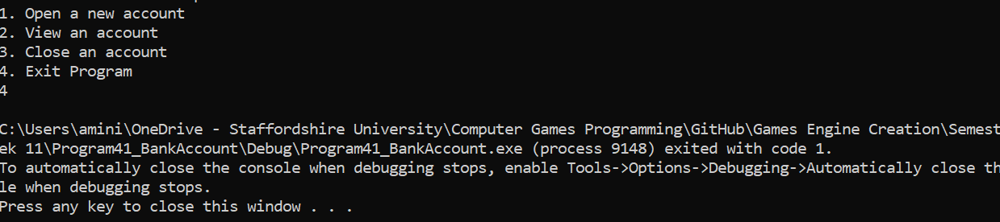 1. Open a new account
2. View an account
3. Close an account
4. Exit Program
4
C:\Users\amini\OneDrive - Staffordshire University\Computer Games Programming\GitHub\Games Engine Creation\Semest
ek 11\Program41_BankAccount\Debug\Program41_BankAccount.exe (process 9148) exited with code 1.
To automatically close the console when debugging stops, enable Tools->Options->Debugging->Automatically close th
le when debugging stops.
Press any key to close this window . . .